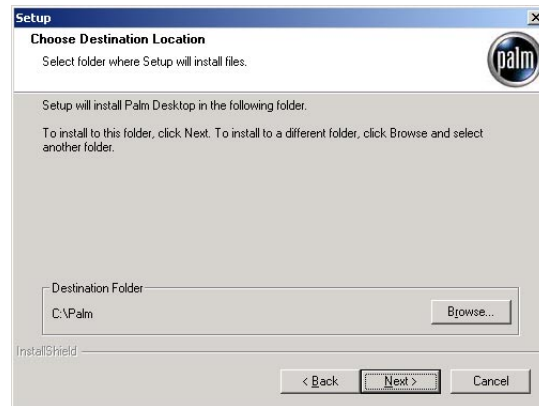 Setup
Choose Destination Location
Select folder where Setup will install files.
palm
Setup will install Palm Desktop in the following folder.
To install to this folder, click Next. To install to a different folder, click Browse and select
another folder.
Destination Folder
C:\Palm
Browse...
InstallShield
< Back
Next >
Cancel